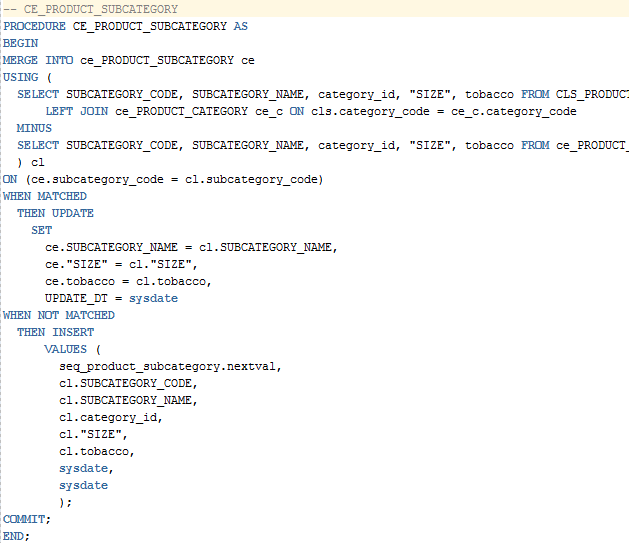 -- CE_PRODUCT_SUBCATEGORY
PROCEDURE CE_PRODUCT_SUBCATEGORY AS
BEGIN
MERGE INTO ce_PRODUCT_SUBCATEGORY ce
USING (
SELECT SUBCATEGORY_CODE, SUBCATEGORY_NAME, category_id, "SIZE", tobacco FROM CLS_PRODUCT
LEFT JOIN ce_PRODUCT_CATEGORY ce_c ON cls.category_code = ce_c.category_code
MINUS
SELECT SUBCATEGORY_CODE, SUBCATEGORY_NAME, category_id, "SIZE", tobacco FROM ce_PRODUCT_
) cl
ON (ce.subcategory_code = cl.subcategory_code)
WHEN MATCHED
THEN UPDATE
SET
ce.SUBCATEGORY_NAME = cl.SUBCATEGORY_NAME,
ce."SIZE" = cl."SIZE",
ce.tobacco = cl.tobacco,
UPDATE_DT = sysdate
WHEN NOT MATCHED
THEN INSERT
VALUES (
seq_product_subcategory.nextval,
cl.SUBCATEGORY_CODE,
cl.SUBCATEGORY_NAME,
cl.category_id,
cl."SIZE",
cl.tobacco,
sysdate,
sysdate
);
COMMIT;
END;